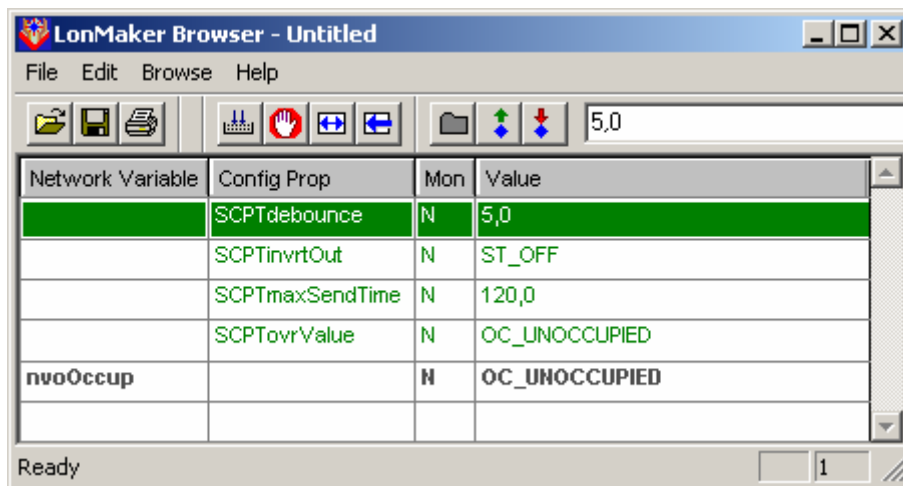 LonMaker Browser - Untitled
File Edit Browse Help
5,0
Network Variable Config Prop Mon Value
SCPTdebounce N 5,0
SCPTinvrtOut N ST_OFF
SCPTmaxSendTime N 120,0
SCPTovrValue N OC_UNOCCUPIED
nvoOccup N OC_UNOCCUPIED
Ready 1